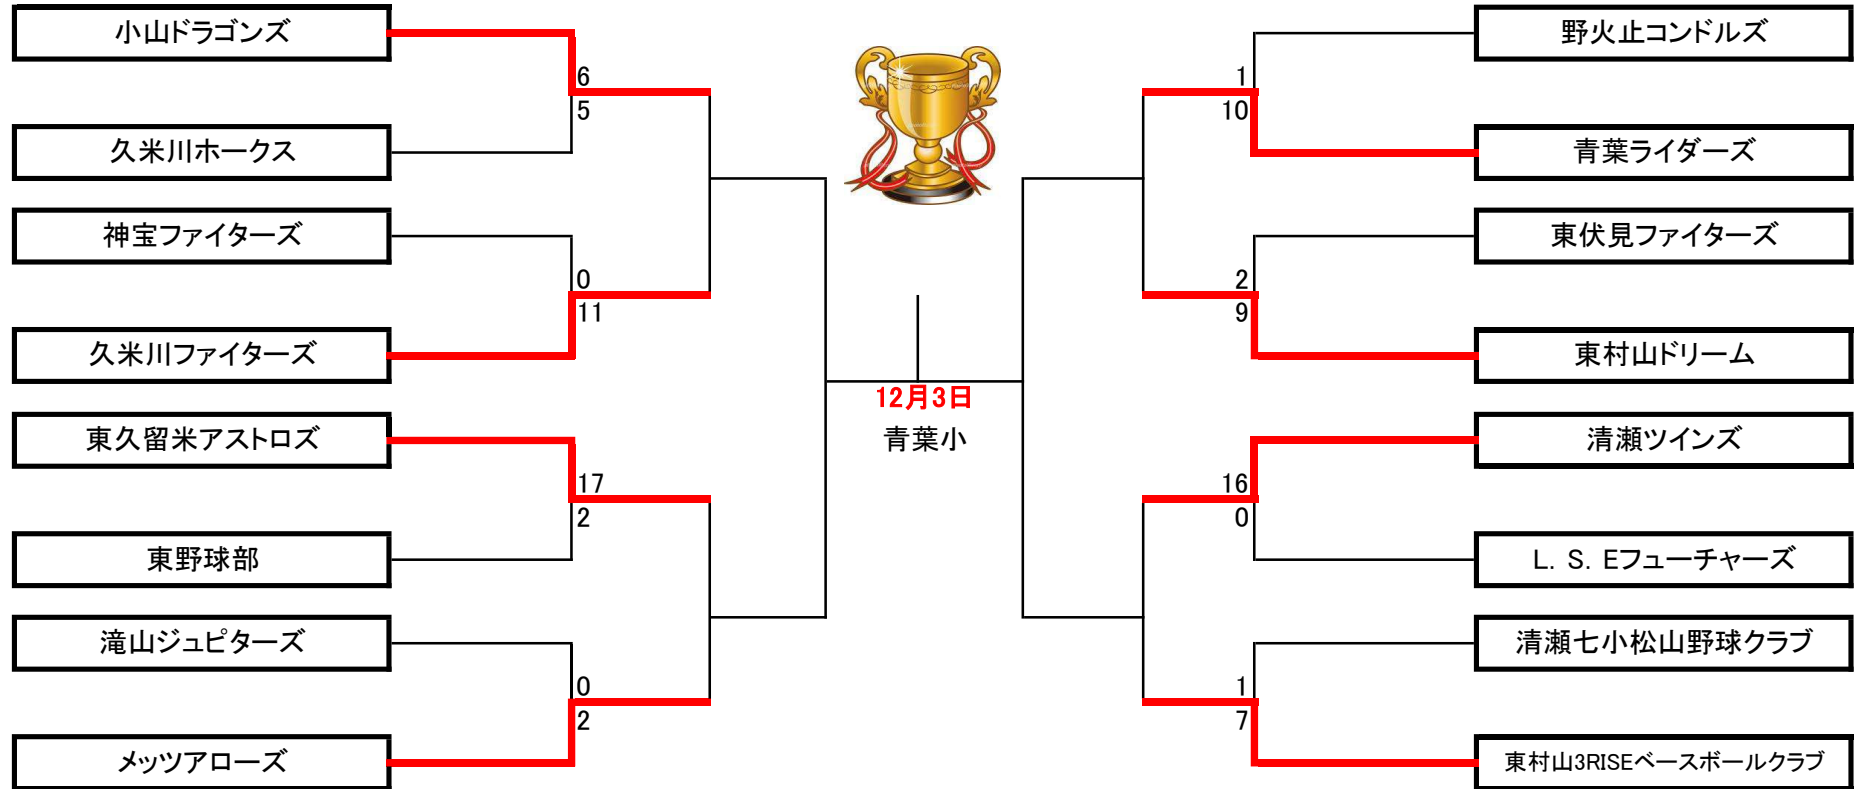 小山ドラゴンズ
6
5
久米川ホークス
神宝ファイターズ
0
11
久米川ファイターズ
東久留米アストロズ
17
2
東野球部
滝山ジュピターズ
0
2
メッツアローズ
12月3日
青葉小
野火止コンドルズ
1
10
青葉ライダーズ
東伏見ファイターズ
2
9
東村山ドリーム
清瀬ツインズ
16
0
L. S. Eフューチャーズ
清瀬七小松山野球クラブ
1
7
東村山3RISEベースボールクラブ